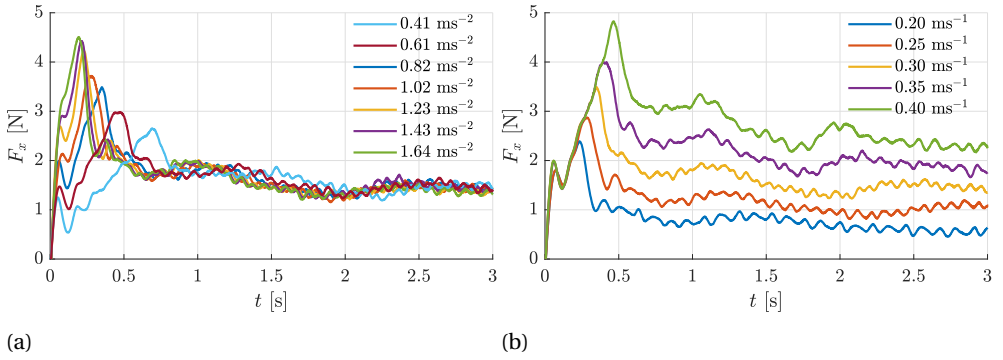 5
4
3
2
1
0
F_x [N]
0 0.5 1 1.5 2 2.5 3
t [s]
0.41 ms⁻²
0.61 ms⁻²
0.82 ms⁻²
1.02 ms⁻²
1.23 ms⁻²
1.43 ms⁻²
1.64 ms⁻²
(a)
5
4
3
2
1
0
F_x [N]
0 0.5 1 1.5 2 2.5 3
t [s]
0.20 ms⁻¹
0.25 ms⁻¹
0.30 ms⁻¹
0.35 ms⁻¹
0.40 ms⁻¹
(b)